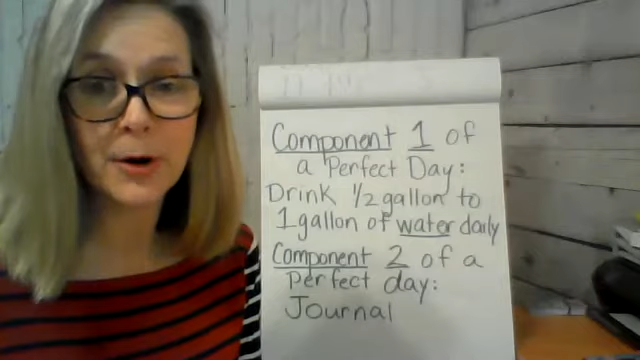 Component 1 of
a Perfect Day:
Drink 1/2 gallon to
1 gallon of water daily
Component 2 of a
Perfect day:
Journal